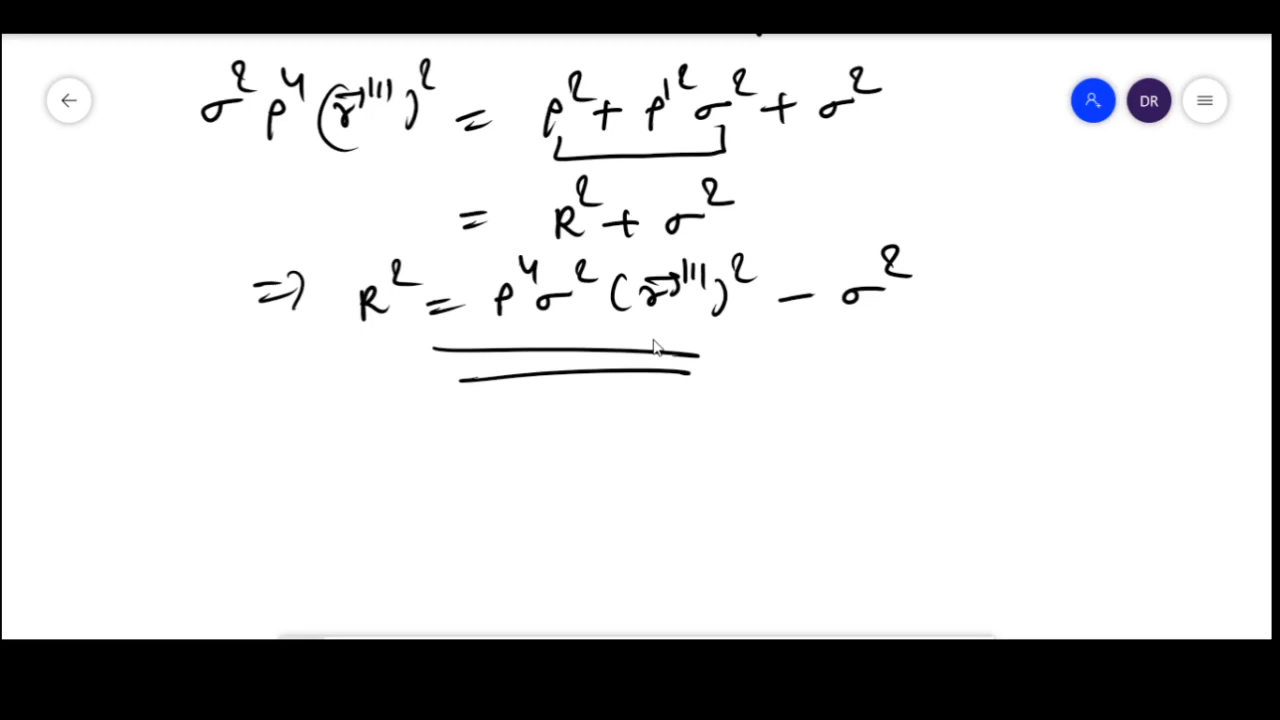 σ² ρ⁴ (r⃗''')² = ρ² + ρ'² σ² + σ²
DR
= R² + σ²
⇒ R² = ρ⁴ σ² (r⃗''')² − σ²